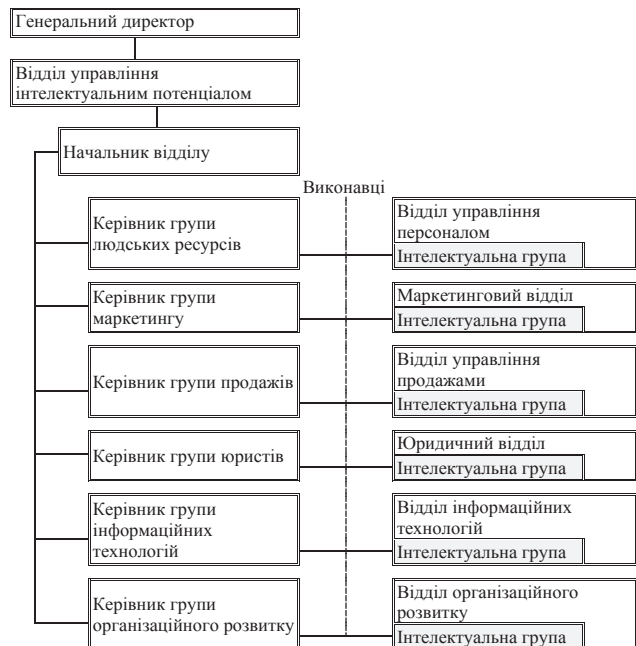 Генеральний директор
Відділ управління
інтелектуальним потенціалом
Начальник відділу
Виконавці
Керівник групи
людських ресурсів
Відділ управління
персоналом
Інтелектуальна група
Керівник групи
маркетингу
Маркетинговий відділ
Інтелектуальна група
Керівник групи продажів
Відділ управління
продажами
Інтелектуальна група
Керівник групи юристів
Юридичний відділ
Інтелектуальна група
Керівник групи
інформаційних
технологій
Відділ інформаційних
технологій
Інтелектуальна група
Керівник групи
організаційного розвитку
Відділ організаційного
розвитку
Інтелектуальна група